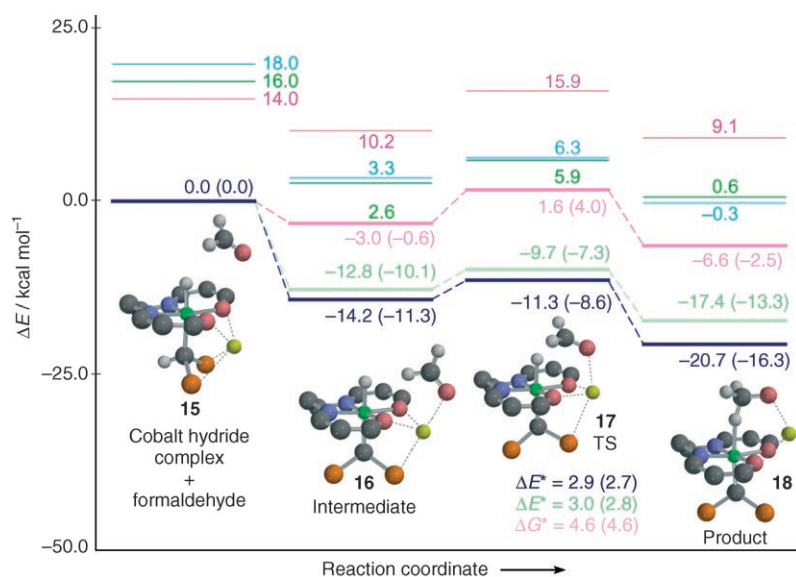 25.0
0.0
−25.0
−50.0
ΔE / kcal mol⁻¹
18.0
16.0
14.0
0.0 (0.0)
15
Cobalt hydride
complex
+
formaldehyde
10.2
3.3
2.6
−3.0 (−0.6)
−12.8 (−10.1)
−14.2 (−11.3)
16
Intermediate
15.9
6.3
5.9
1.6 (4.0)
−9.7 (−7.3)
−11.3 (−8.6)
17
TS
ΔE* = 2.9 (2.7)
ΔE* = 3.0 (2.8)
ΔG* = 4.6 (4.6)
9.1
0.6
−0.3
−6.6 (−2.5)
−17.4 (−13.3)
−20.7 (−16.3)
18
Product
Reaction coordinate